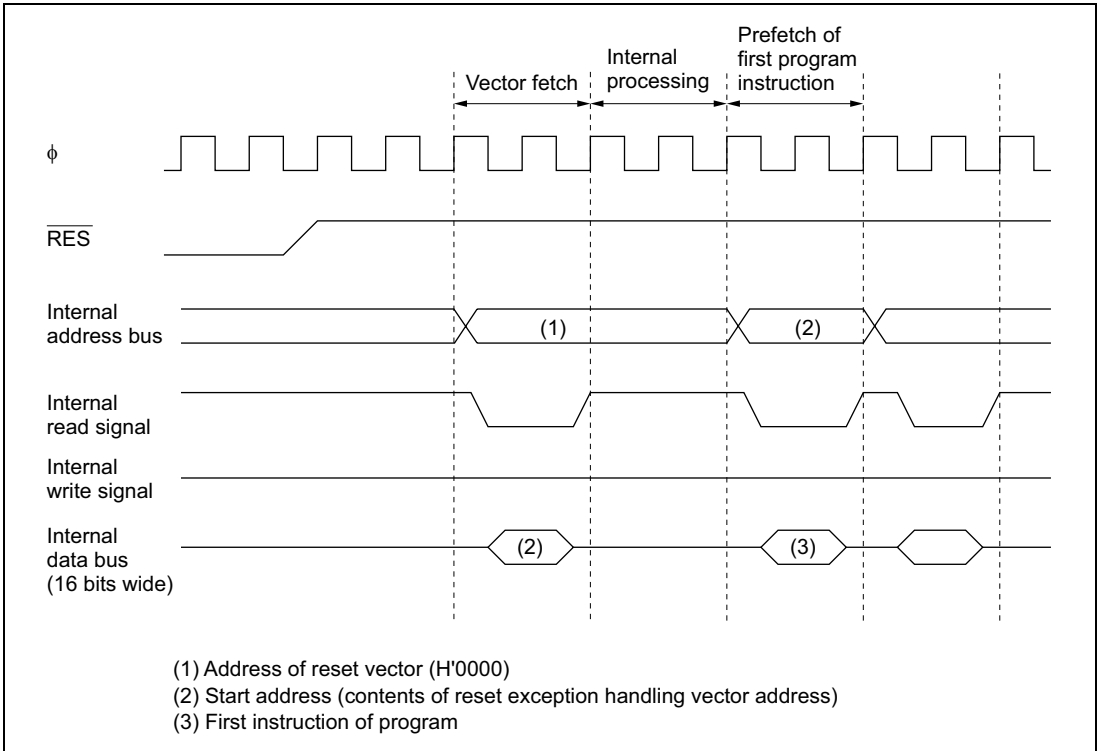 Prefetch of
first program
instruction
Internal
processing
Vector fetch
ϕ
RES
Internal
address bus
(1)
(2)
Internal
read signal
Internal
write signal
Internal
data bus
(16 bits wide)
(2)
(3)
(1) Address of reset vector (H'0000)
(2) Start address (contents of reset exception handling vector address)
(3) First instruction of program